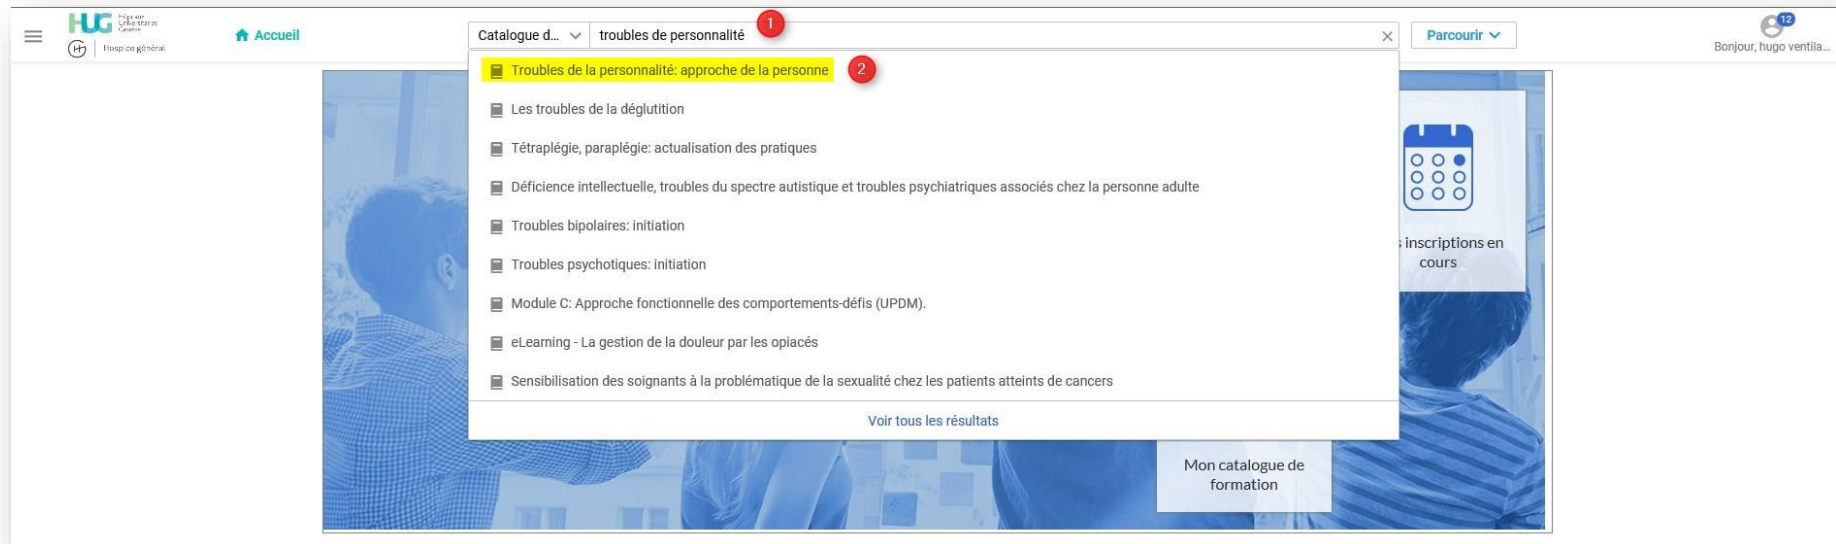 HUG
Hôpitaux
Universitaires
Genève
Hospice général
Accueil
Catalogue d...
troubles de personnalité
1
Parcourir
12
Bonjour, hugo ventila...
Troubles de la personnalité: approche de la personne
2
Les troubles de la déglutition
Tétraplégie, paraplégie: actualisation des pratiques
Déficience intellectuelle, troubles du spectre autistique et troubles psychiatriques associés chez la personne adulte
Troubles bipolaires: initiation
Troubles psychotiques: initiation
Module C: Approche fonctionnelle des comportements-défis (UPDM).
eLearning - La gestion de la douleur par les opiacés
Sensibilisation des soignants à la problématique de la sexualité chez les patients atteints de cancers
Voir tous les résultats
s inscriptions en
cours
Mon catalogue de
formation